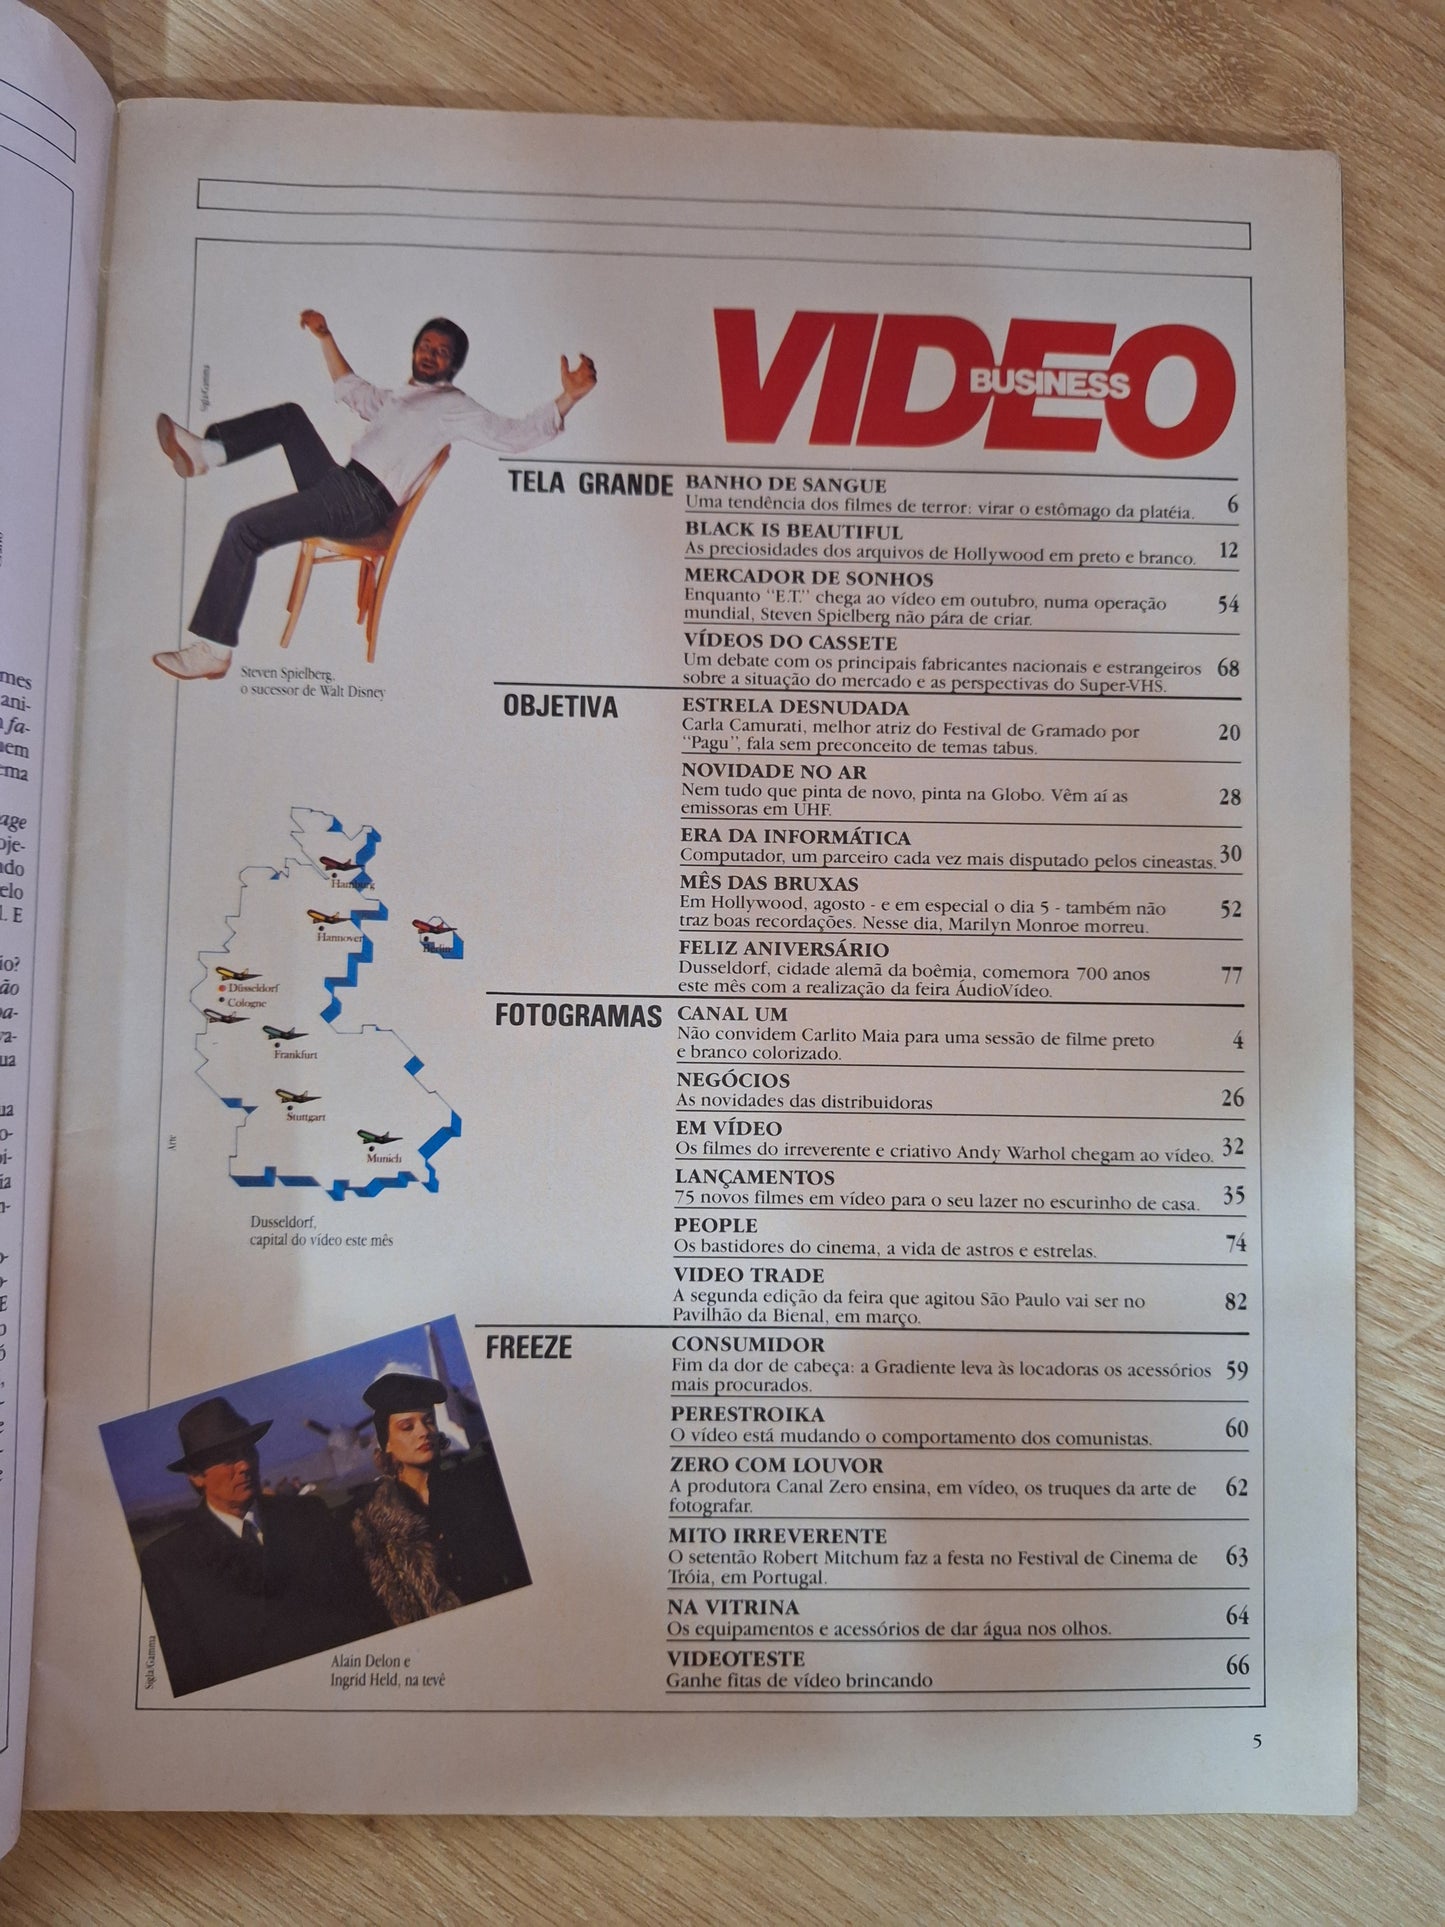 VIDEO
BUSINESS
Sigla/Gamma
Steven Spielberg,
o sucessor de Walt Disney
TELA GRANDE
BANHO DE SANGUE
Uma tendência dos filmes de terror: virar o estômago da platéia. 6
BLACK IS BEAUTIFUL
As preciosidades dos arquivos de Hollywood em preto e branco. 12
MERCADOR DE SONHOS
Enquanto "E.T." chega ao vídeo em outubro, numa operação
mundial, Steven Spielberg não pára de criar. 54
VÍDEOS DO CASSETE
Um debate com os principais fabricantes nacionais e estrangeiros
sobre a situação do mercado e as perspectivas do Super-VHS. 68
OBJETIVA
ESTRELA DESNUDADA
Carla Camurati, melhor atriz do Festival de Gramado por
"Pagu", fala sem preconceito de temas tabus. 20
NOVIDADE NO AR
Nem tudo que pinta de novo, pinta na Globo. Vêm aí as
emissoras em UHF. 28
ERA DA INFORMÁTICA
Computador, um parceiro cada vez mais disputado pelos cineastas. 30
MÊS DAS BRUXAS
Em Hollywood, agosto - e em especial o dia 5 - também não
traz boas recordações. Nesse dia, Marilyn Monroe morreu. 52
FELIZ ANIVERSÁRIO
Dusseldorf, cidade alemã da boêmia, comemora 700 anos
este mês com a realização da feira ÁudioVídeo. 77
FOTOGRAMAS
CANAL UM
Não convidem Carlito Maia para uma sessão de filme preto
e branco colorizado. 4
NEGÓCIOS
As novidades das distribuidoras 26
EM VÍDEO
Os filmes do irreverente e criativo Andy Warhol chegam ao vídeo. 32
LANÇAMENTOS
75 novos filmes em vídeo para o seu lazer no escurinho de casa. 35
PEOPLE
Os bastidores do cinema, a vida de astros e estrelas. 74
VIDEO TRADE
A segunda edição da feira que agitou São Paulo vai ser no
Pavilhão da Bienal, em março. 82
FREEZE
CONSUMIDOR
Fim da dor de cabeça: a Gradiente leva às locadoras os acessórios
mais procurados. 59
PERESTROIKA
O vídeo está mudando o comportamento dos comunistas. 60
ZERO COM LOUVOR
A produtora Canal Zero ensina, em vídeo, os truques da arte de
fotografar. 62
MITO IRREVERENTE
O setentão Robert Mitchum faz a festa no Festival de Cinema de
Tróia, em Portugal. 63
NA VITRINA
Os equipamentos e acessórios de dar água nos olhos. 64
VIDEOTESTE
Ganhe fitas de vídeo brincando 66
Hamburg
Hannover
Berlin
Düsseldorf
Cologne
Frankfurt
Stuttgart
Munich
Arte
Dusseldorf,
capital do vídeo este mês
Sigla/Gamma
Alain Delon e
Ingrid Held, na tevê
5